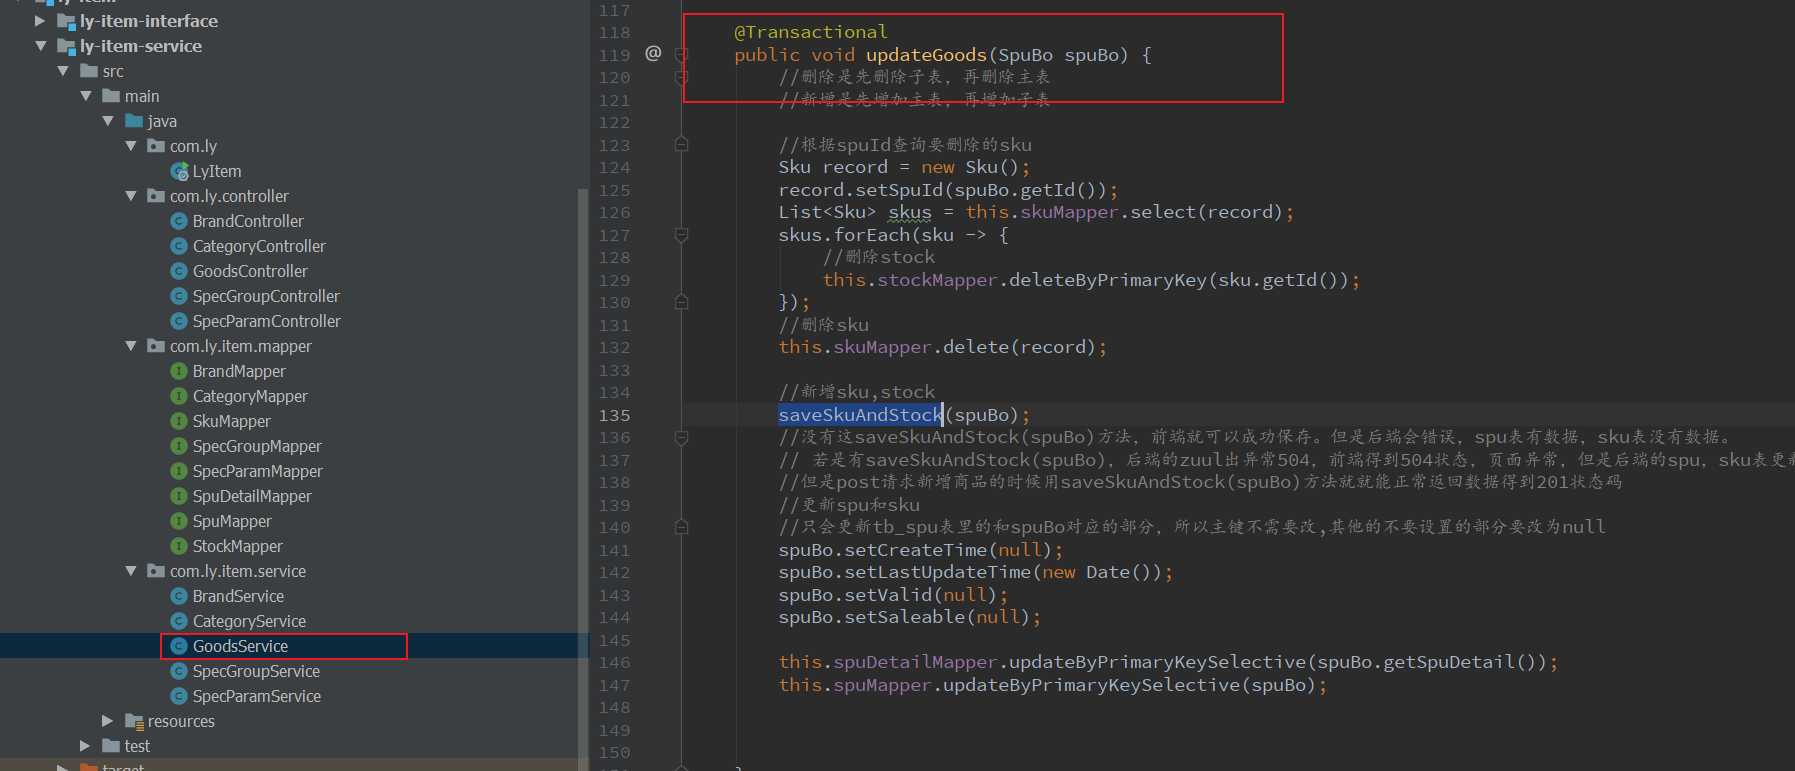 ly-item
ly-item-interface
ly-item-service
src
main
java
com.ly
LyItem
com.ly.controller
BrandController
CategoryController
GoodsController
SpecGroupController
SpecParamController
com.ly.item.mapper
BrandMapper
CategoryMapper
SkuMapper
SpecGroupMapper
SpecParamMapper
SpuDetailMapper
SpuMapper
StockMapper
com.ly.item.service
BrandService
CategoryService
GoodsService
SpecGroupService
SpecParamService
resources
test
target
117
118 @Transactional
119 @ public void updateGoods(SpuBo spuBo) {
120 //删除是先删除子表，再删除主表
121 //新增是先增加主表，再增加子表
122
123 //根据spuId查询要删除的sku
124 Sku record = new Sku();
125 record.setSpuId(spuBo.getId());
126 List<Sku> skus = this.skuMapper.select(record);
127 skus.forEach(sku -> {
128 //删除stock
129 this.stockMapper.deleteByPrimaryKey(sku.getId());
130 });
131 //删除sku
132 this.skuMapper.delete(record);
133
134 //新增sku,stock
135 saveSkuAndStock(spuBo);
136 //没有这saveSkuAndStock(spuBo)方法，前端就可以成功保存。但是后端会错误，spu表有数据，sku表没有数据。
137 // 若是有saveSkuAndStock(spuBo)，后端的zuul出异常504，前端得到504状态，页面异常，但是后端的spu，sku表更新
138 //但是post请求新增商品的时候用saveSkuAndStock(spuBo)方法就就能正常返回数据得到201状态码
139 //更新spu和sku
140 //只会更新tb_spu表里的和spuBo对应的部分，所以主键不需要改,其他的不要设置的部分要改为null
141 spuBo.setCreateTime(null);
142 spuBo.setLastUpdateTime(new Date());
143 spuBo.setValid(null);
144 spuBo.setSaleable(null);
145
146 this.spuDetailMapper.updateByPrimaryKeySelective(spuBo.getSpuDetail());
147 this.spuMapper.updateByPrimaryKeySelective(spuBo);
148
149
150